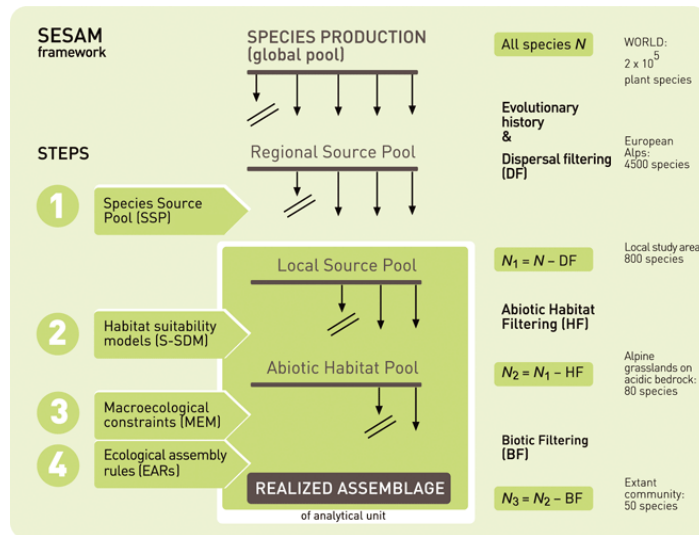 SESAM
framework
SPECIES PRODUCTION
(global pool)
All species N
WORLD:
2 x 10⁵
plant species
Evolutionary
history
&
Dispersal filtering
(DF)
European
Alps:
4500 species
STEPS
Regional Source Pool
1
Species Source
Pool (SSP)
Local Source Pool
N₁ = N – DF
Local study area
800 species
Abiotic Habitat
Filtering (HF)
2
Habitat suitability
models (S-SDM)
Abiotic Habitat Pool
N₂ = N₁ – HF
Alpine
grasslands on
acidic bedrock:
80 species
3
Macroecological
constraints (MEM)
Biotic Filtering
(BF)
4
Ecological assembly
rules (EARs)
REALIZED ASSEMBLAGE
of analytical unit
N₃ = N₂ – BF
Extant
community:
50 species